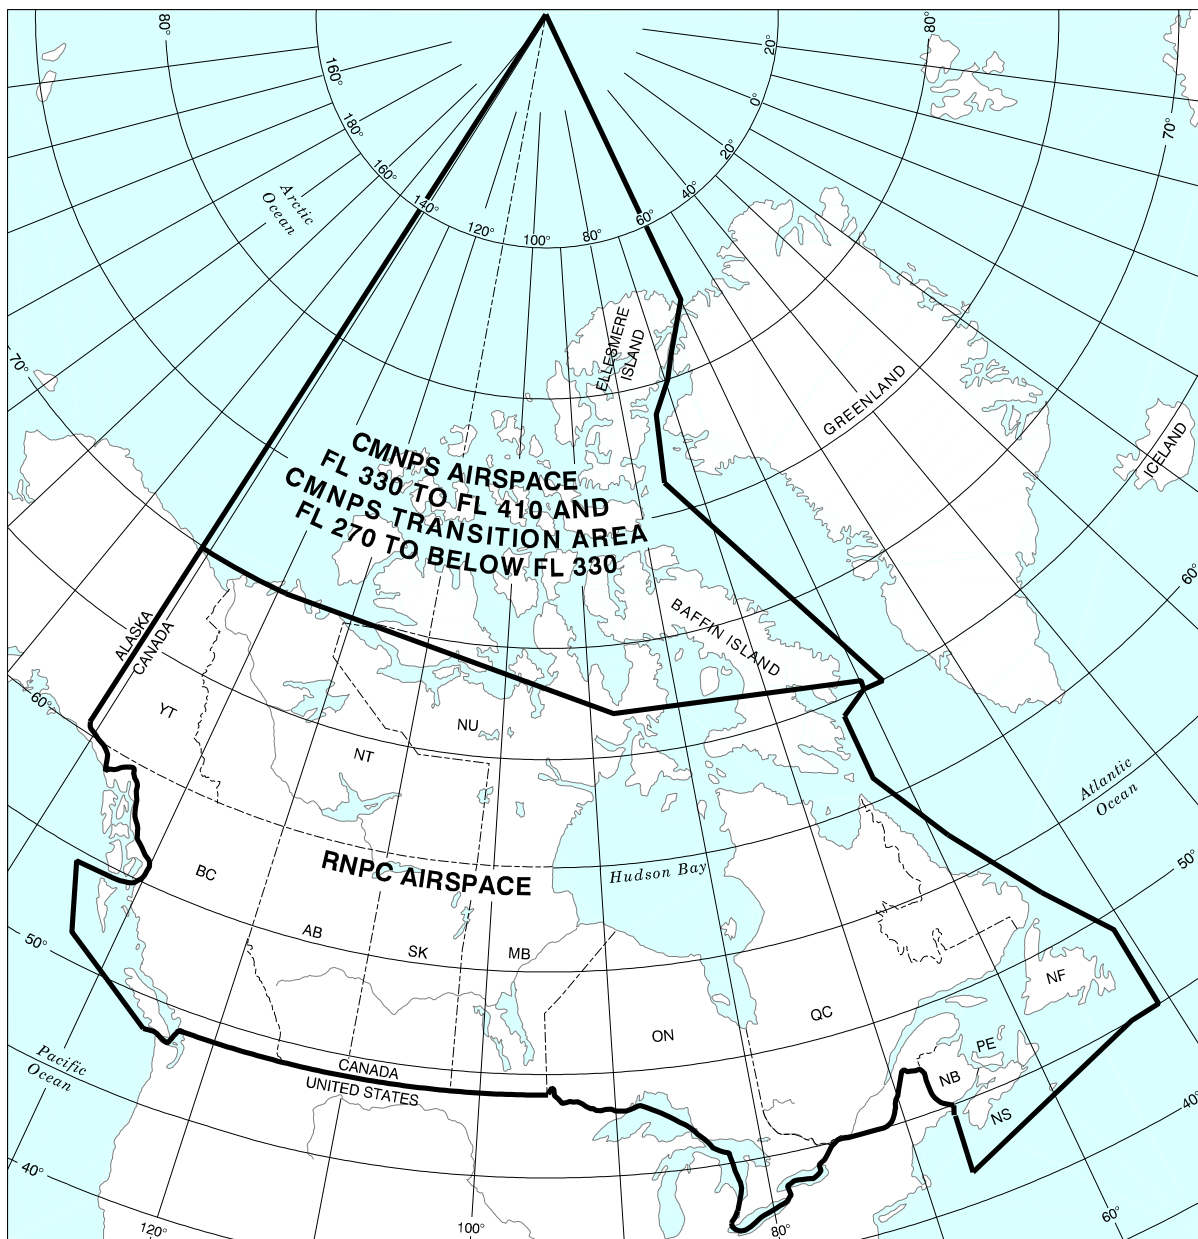 80°
160°
180°
160°
140°
120°
100°
80°
60°
40°
20°
0°
20°
80°
70°
Arctic
Ocean
70°
ELLESMERE
ISLAND
GREENLAND
ICELAND
CMNPS AIRSPACE
FL 330 TO FL 410 AND
CMNPS TRANSITION AREA
FL 270 TO BELOW FL 330
60°
BAFFIN ISLAND
ALASKA
CANADA
60°
YT
NU
NT
Atlantic
Ocean
RNPC AIRSPACE
Hudson Bay
50°
BC
AB
SK
MB
50°
NF
QC
ON
PE
NB
NS
Pacific
Ocean
CANADA
UNITED STATES
40°
40°
120°
100°
80°
60°